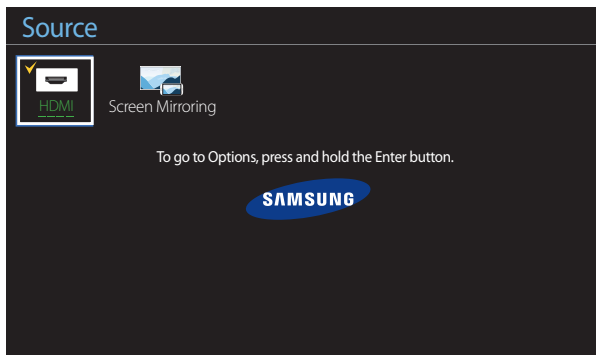 Source
HDMI
Screen Mirroring
To go to Options, press and hold the Enter button.
SAMSUNG